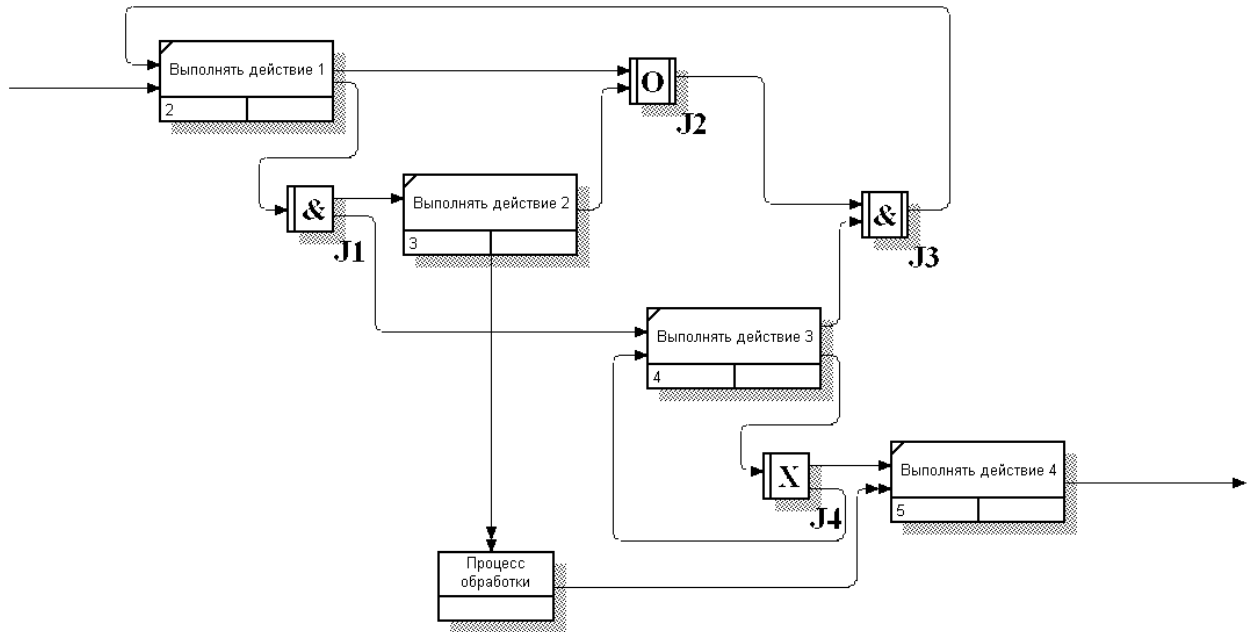 Выполнять действие 1
2
O
J2
&
J1
Выполнять действие 2
3
&
J3
Выполнять действие 3
4
X
J4
Выполнять действие 4
5
Процесс
обработки